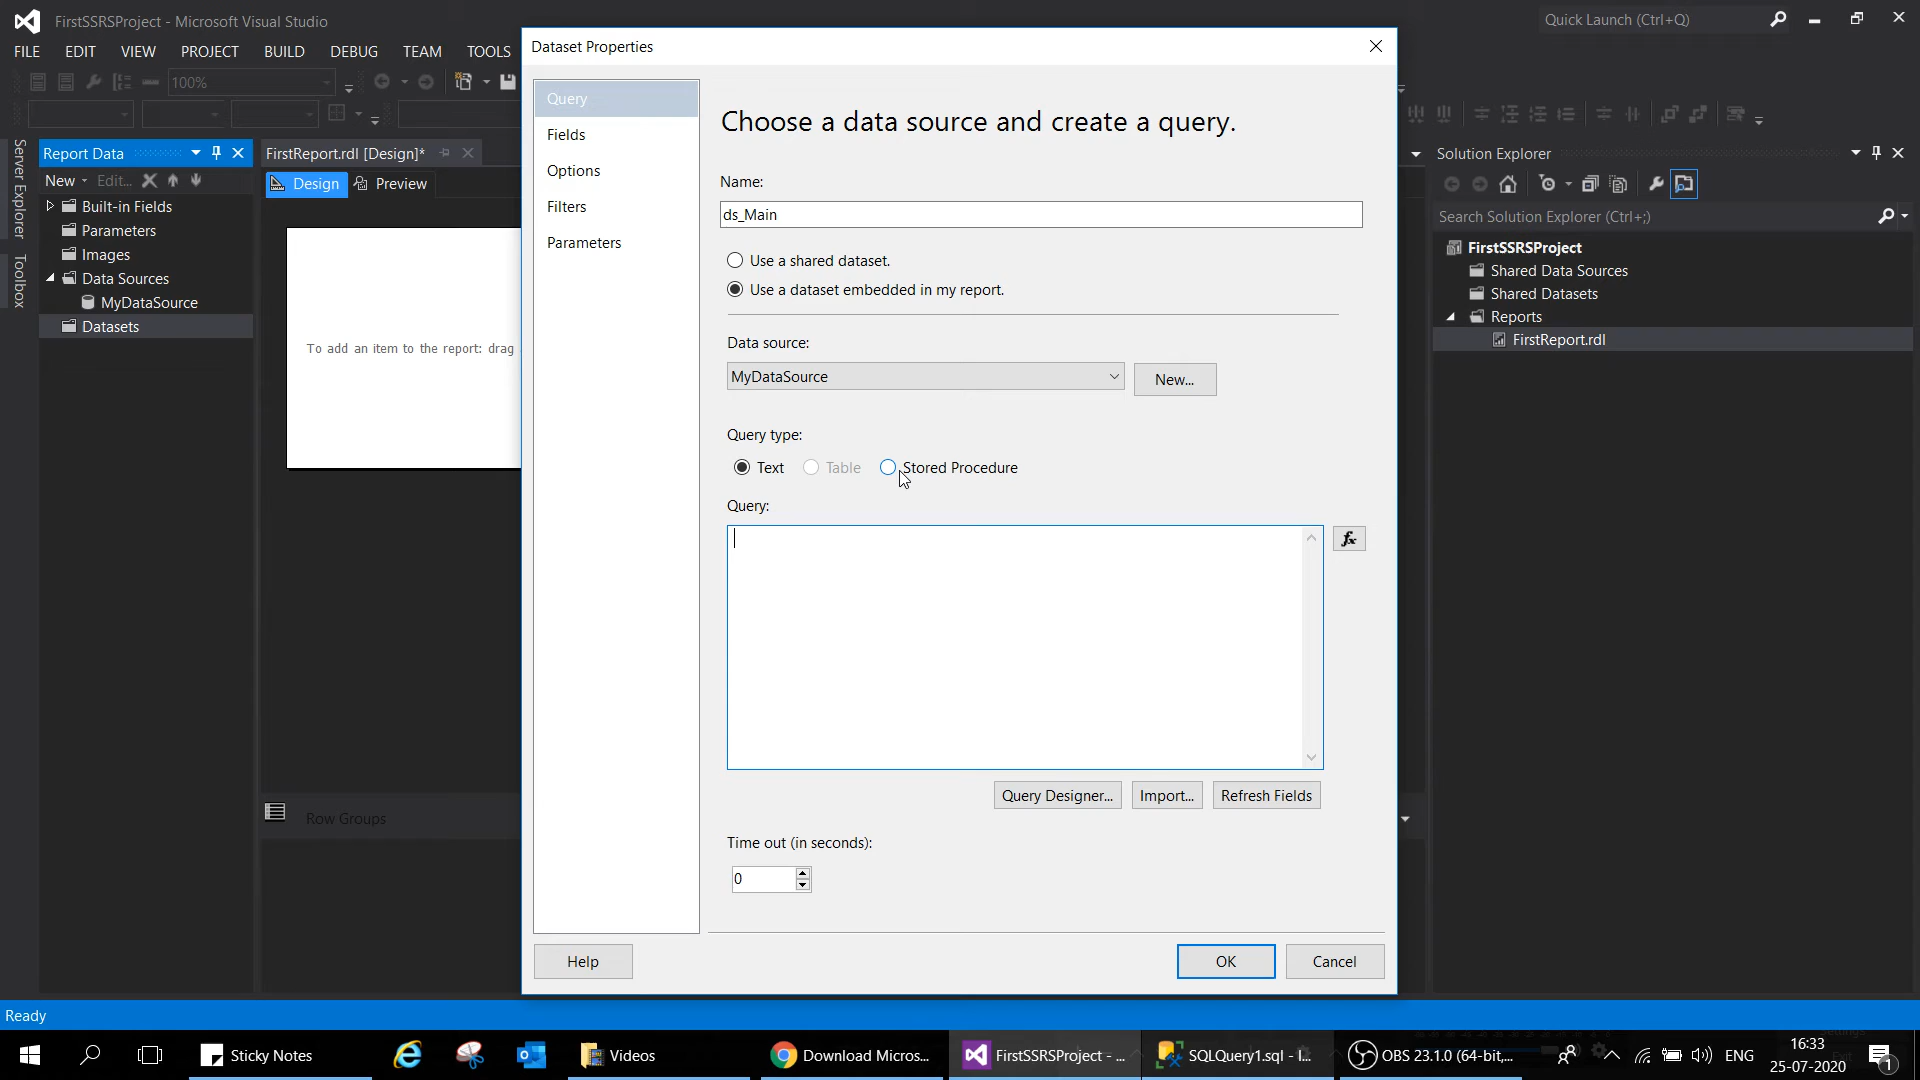 FirstSSRSProject - Microsoft Visual Studio
Quick Launch (Ctrl+Q)
FILE EDIT VIEW PROJECT BUILD DEBUG TEAM TOOLS
100%
Dataset Properties
Query
Fields
Options
Filters
Parameters
Choose a data source and create a query.
Name:
ds_Main
Use a shared dataset.
Use a dataset embedded in my report.
Data source:
MyDataSource
New...
Query type:
Text Table Stored Procedure
Query:
fx
Query Designer... Import... Refresh Fields
Time out (in seconds):
0
Help OK Cancel
Server Explorer
Toolbox
Report Data
New Edit...
Built-in Fields
Parameters
Images
Data Sources
MyDataSource
Datasets
FirstReport.rdl [Design]*
Design Preview
To add an item to the report: drag
Row Groups
Solution Explorer
Search Solution Explorer (Ctrl+;)
FirstSSRSProject
Shared Data Sources
Shared Datasets
Reports
FirstReport.rdl
Ready
Sticky Notes
Videos
Download Micros...
FirstSSRSProject - ...
SQLQuery1.sql - I...
OBS 23.1.0 (64-bit,...
ENG
16:33
25-07-2020
1